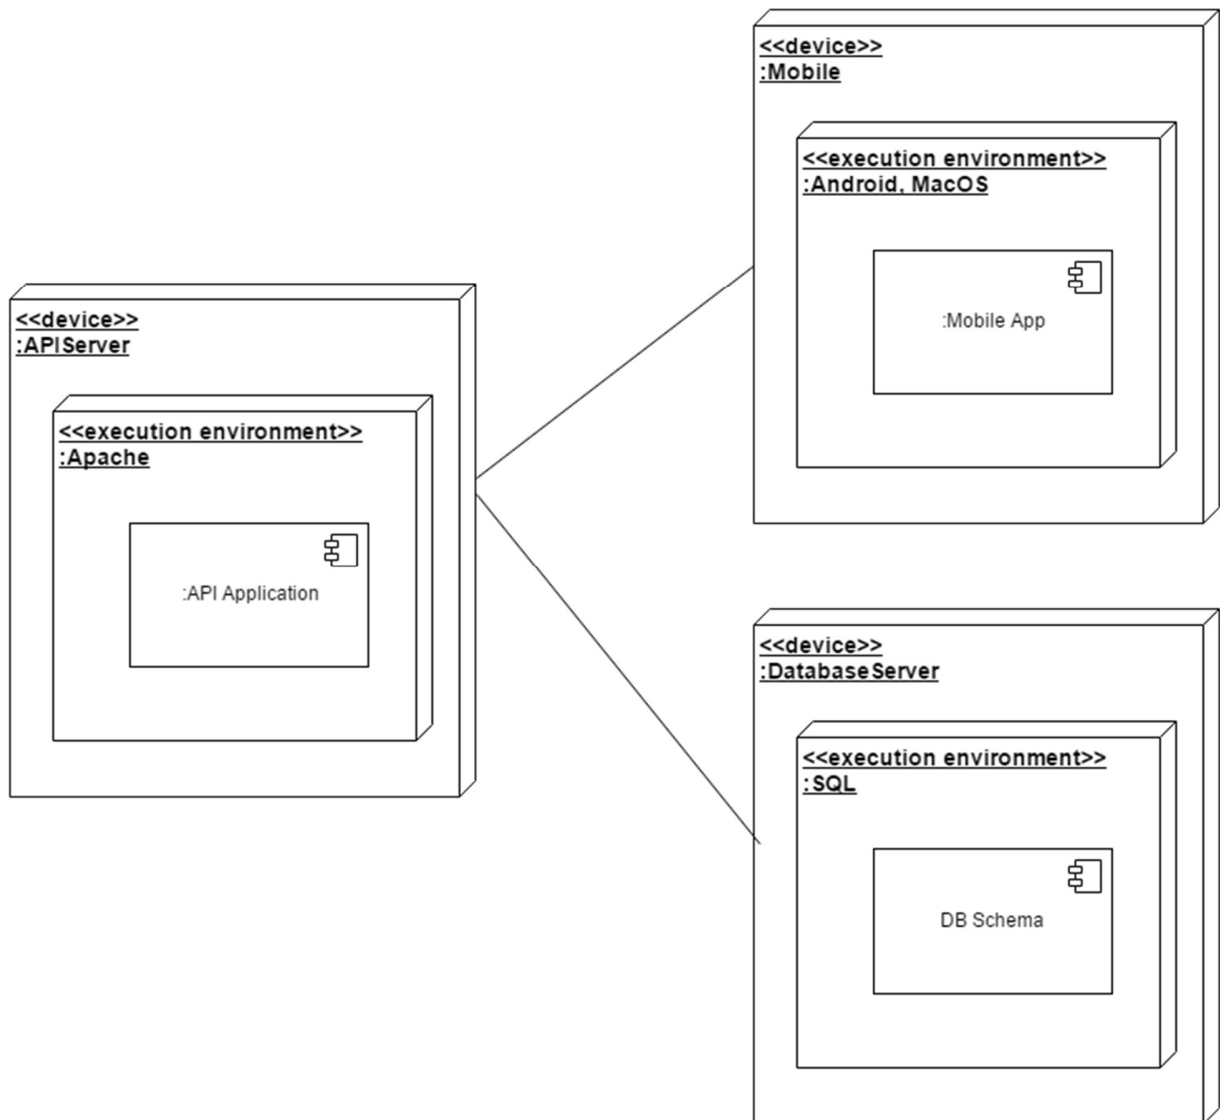 <<device>>
:Mobile
<<execution environment>>
:Android, MacOS
:Mobile App
<<device>>
:APIServer
<<execution environment>>
:Apache
:API Application
<<device>>
:DatabaseServer
<<execution environment>>
:SQL
DB Schema